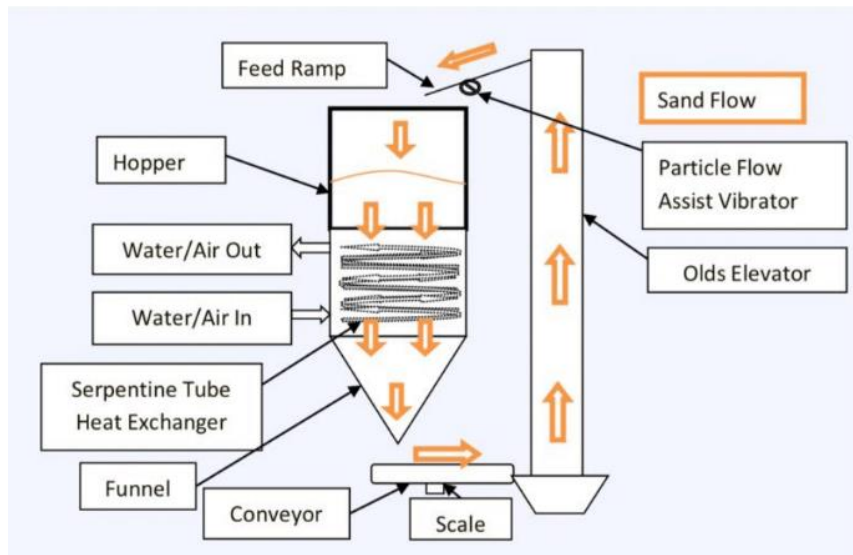 Feed Ramp
Sand Flow
Hopper
Particle Flow
Assist Vibrator
Water/Air Out
Olds Elevator
Water/Air In
Serpentine Tube
Heat Exchanger
Funnel
Conveyor
Scale